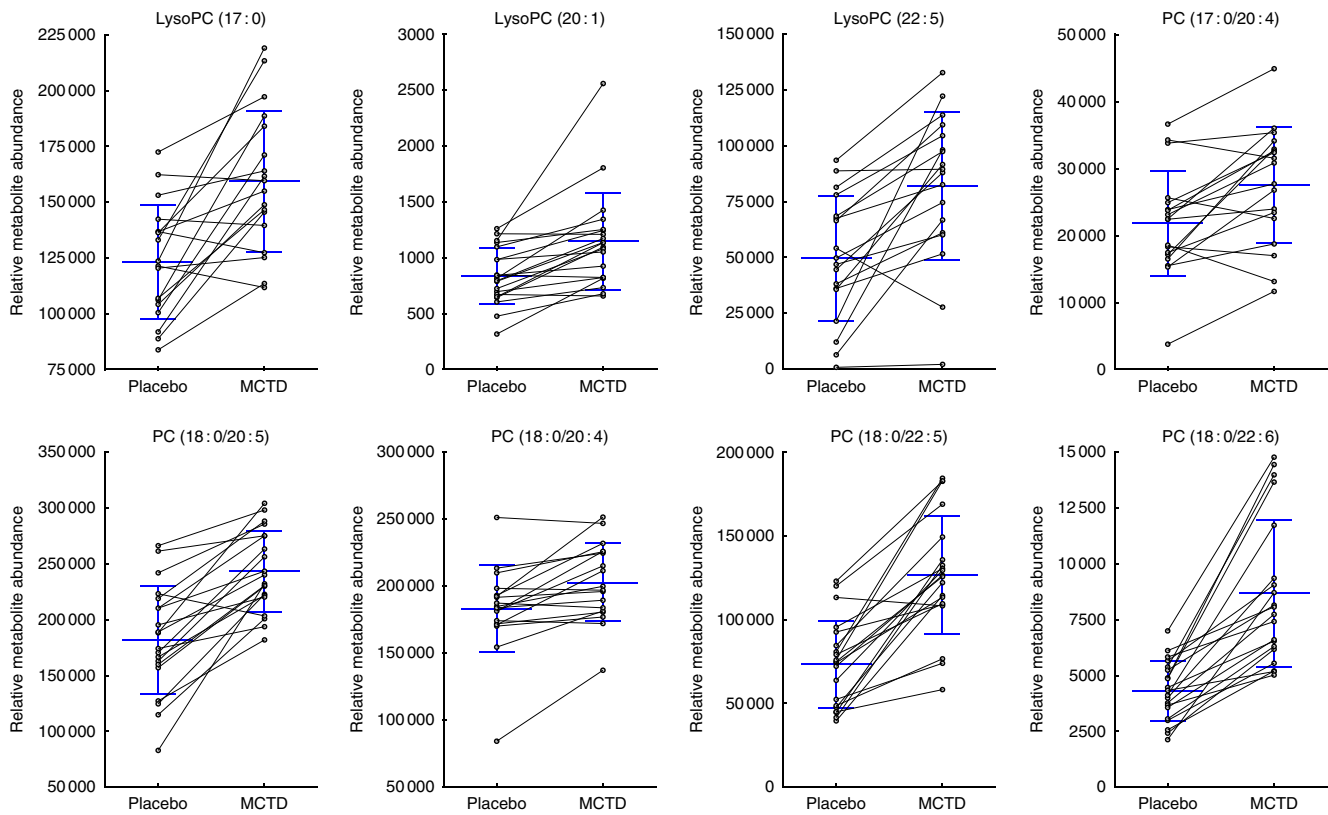 LysoPC (17 : 0)
Relative metabolite abundance
225 000
200 000
175 000
150 000
125 000
100 000
75 000
Placebo MCTD
LysoPC (20 : 1)
Relative metabolite abundance
3000
2500
2000
1500
1000
500
0
Placebo MCTD
LysoPC (22 : 5)
Relative metabolite abundance
150 000
125 000
100 000
75 000
50 000
25 000
0
Placebo MCTD
PC (17 : 0/20 : 4)
Relative metabolite abundance
50 000
40 000
30 000
20 000
10 000
0
Placebo MCTD
PC (18 : 0/20 : 5)
Relative metabolite abundance
350 000
300 000
250 000
200 000
150 000
100 000
50 000
Placebo MCTD
PC (18 : 0/20 : 4)
Relative metabolite abundance
300 000
250 000
200 000
150 000
100 000
50 000
Placebo MCTD
PC (18 : 0/22 : 5)
Relative metabolite abundance
200 000
150 000
100 000
50 000
0
Placebo MCTD
PC (18 : 0/22 : 6)
Relative metabolite abundance
15 000
12 500
10 000
7500
5000
2500
0
Placebo MCTD